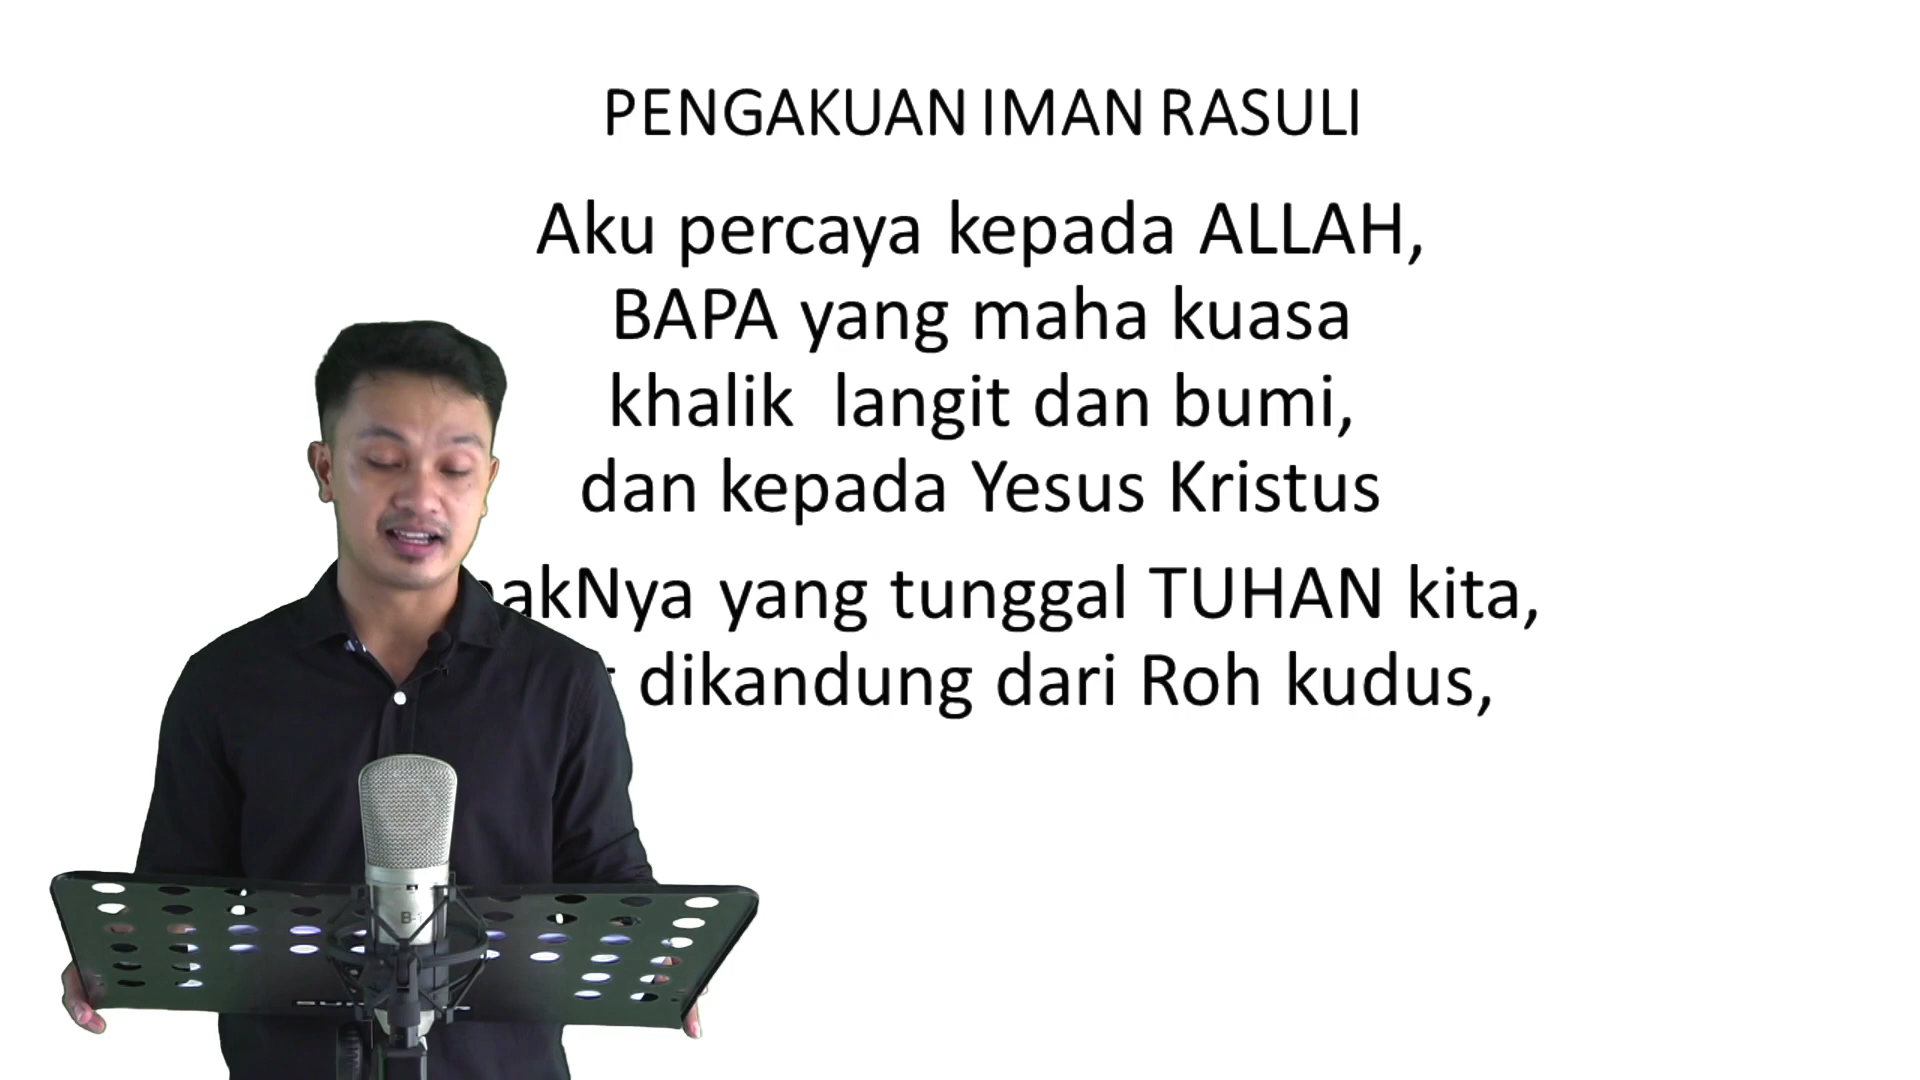 PENGAKUAN IMAN RASULI
Aku percaya kepada ALLAH,
BAPA yang maha kuasa
khalik langit dan bumi,
dan kepada Yesus Kristus
yang tunggal TUHAN kita,
dikandung dari Roh kudus,
B-1